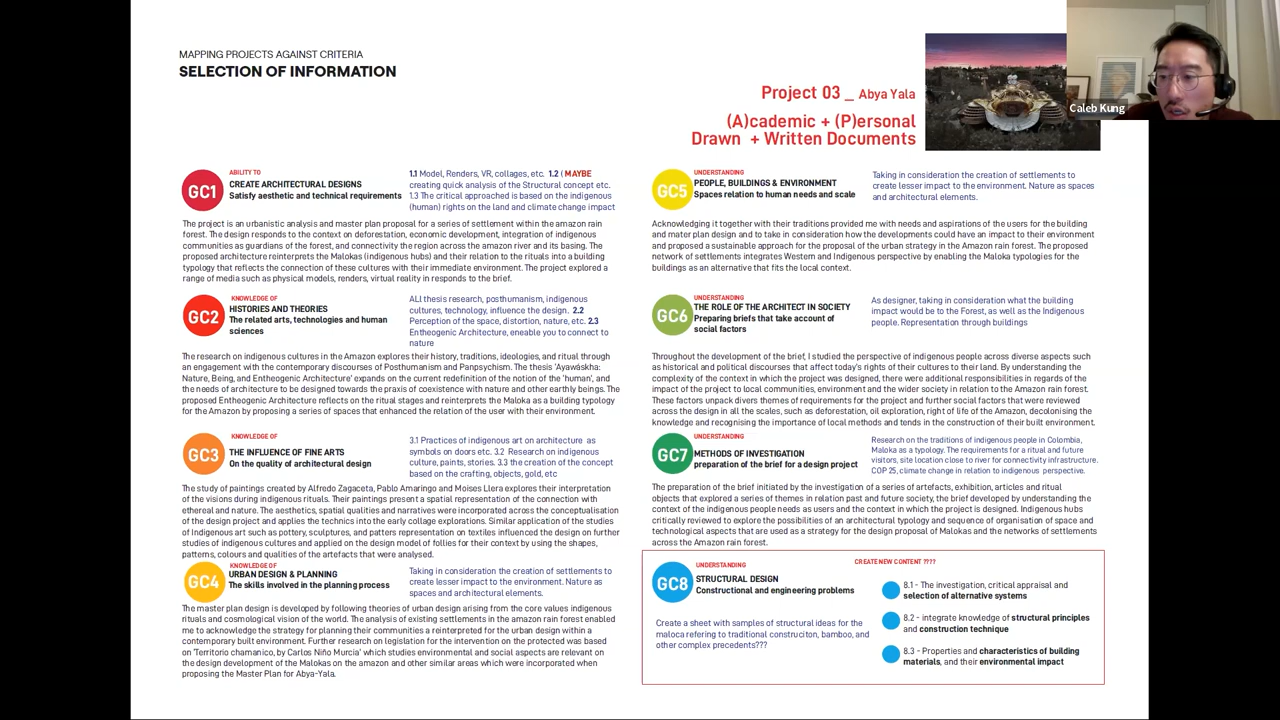 MAPPING PROJECTS AGAINST CRITERIA
SELECTION OF INFORMATION
Project 03 _ Abya Yala
(A)cademic + (P)ersonal
Drawn + Written Documents
Caleb Kung
GC1
ABILITY TO
CREATE ARCHITECTURAL DESIGNS
Satisfy aesthetic and technical requirements
1.1 Model, Renders, VR, collages, etc. 1.2 ( MAYBE
creating quick analysis of the Structural concept etc.
1.3 The critical approached is based on the indigenous
(human) rights on the land and climate change impact
The project is an urbanistic analysis and master plan proposal for a series of settlement within the amazon rain
forest. The design responds to the context on deforestation, economic development, integration of indigenous
communities as guardians of the forest, and connectivity the region across the amazon river and its basing. The
proposed architecture reinterprets the Malokas (indigenous hubs) and their relation to the rituals into a building
typology that reflects the connection of these cultures with their immediate environment. The project explored a
range of media such as physical models, renders, virtual reality in responds to the brief.
GC2
KNOWLEDGE OF
HISTORIES AND THEORIES
The related arts, technologies and human
sciences
ALl thesis research, posthumanism, indigenous
cultures, technology, influence the design. 2.2
Perception of the space, distortion, nature, etc. 2.3
Entheogenic Architecture, eneable you to connect to
nature
The research on indigenous cultures in the Amazon explores their history, traditions, ideologies, and ritual through
an engagement with the contemporary discourses of Posthumanism and Panpsychism. The thesis 'Ayawäskha:
Nature, Being, and Entheogenic Architecture' expands on the current redefinition of the notion of the 'human', and
the needs of architecture to be designed towards the praxis of coexistence with nature and other earthly beings. The
proposed Entheogenic Architecture reflects on the ritual stages and reinterprets the Maloka as a building typology
for the Amazon by proposing a series of spaces that enhanced the relation of the user with their environment.
GC3
KNOWLEDGE OF
THE INFLUENCE OF FINE ARTS
On the quality of architectural design
3.1 Practices of indigenous art on architecture as
symbols on doors etc. 3.2 Research on indigenous
culture, paints, stories. 3.3 the creation of the concept
based on the crafting, objects, gold, etc
The study of paintings created by Alfredo Zagaceta, Pablo Amaringo and Moises Llera explores their interpretation
of the visions during indigenous rituals. Their paintings present a spatial representation of the connection with
ethereal and nature. The aesthetics, spatial qualities and narratives were incorporated across the conceptualisation
of the design project and applies the technics into the early collage explorations. Similar application of the studies
of Indigenous art such as pottery, sculptures, and patters representation on textiles influenced the design on further
studies of indigenous cultures and applied on the design model of follies for their context by using the shapes,
patterns, colours and qualities of the artefacts that were analysed.
GC4
KNOWLEDGE OF
URBAN DESIGN & PLANNING
The skills involved in the planning process
Taking in consideration the creation of settlements to
create lesser impact to the environment. Nature as
spaces and architectural elements.
The master plan design is developed by following theories of urban design arising from the core values indigenous
rituals and cosmological vision of the world. The analysis of existing settlements in the amazon rain forest enabled
me to acknowledge the strategy for planning their communities a reinterpreted for the urban design within a
contemporary built environment. Further research on legislation for the intervention on the protected was based
on 'Territorio chamanico, by Carlos Niño Murcia' which studies environmental and social aspects are relevant on
the design development of the Malokas on the amazon and other similar areas which were incorporated when
proposing the Master Plan for Abya-Yala.
GC5
UNDERSTANDING
PEOPLE, BUILDINGS & ENVIRONMENT
Spaces relation to human needs and scale
Taking in consideration the creation of settlements to
create lesser impact to the environment. Nature as spaces
and architectural elements.
Acknowledging it together with their traditions provided me with needs and aspirations of the users for the building
and mater plan design and to take in consideration how the developments could have an impact to their environment
and proposed a sustainable approach for the proposal of the urban strategy in the Amazon rain forest. The proposed
network of settlements integrates Western and Indigenous perspective by enabling the Maloka typologies for the
buildings as an alternative that fits the local context.
GC6
UNDERSTANDING
THE ROLE OF THE ARCHITECT IN SOCIETY
Preparing briefs that take account of
social factors
As designer, taking in consideration what the building
impact would be to the Forest, as well as the Indigenous
people. Representation through buildings
Throughout the development of the brief, I studied the perspective of indigenous people across diverse aspects such
as historical and political discourses that affect today's rights of their cultures to their land. By understanding the
complexity of the context in which the project was designed, there were additional responsibilities in regards of the
impact of the project to local communities, environment and the wider society in relation to the Amazon rain forest.
These factors unpack divers themes of requirements for the project and further social factors that were reviewed
across the design in all the scales, such as deforestation, oil exploration, right of life of the Amazon, decolonising the
knowledge and recognising the importance of local methods and tends in the construction of their built environment.
GC7
UNDERSTANDING
METHODS OF INVESTIGATION
preparation of the brief for a design project
Research on the traditions of indigenous people in Colombia,
Maloka as a typology. The requirements for a ritual and future
visitors, site location close to river for connectivity infrastructure.
COP 25, climate change in relation to indigenous perspective.
The preparation of the brief initiated by the investigation of a series of artefacts, exhibition, articles and ritual
objects that explored a series of themes in relation past and future society, the brief developed by understanding the
context of the indigenous people needs as users and the context in which the project is designed. Indigenous hubs
critically reviewed to explore the possibilities of an architectural typology and sequence of organisation of space and
technological aspects that are used as a strategy for the design proposal of Malokas and the networks of settlements
across the Amazon rain forest.
GC8
UNDERSTANDING
STRUCTURAL DESIGN
Constructional and engineering problems
Create a sheet with samples of structural ideas for the
maloca refering to traditional construciton, bamboo, and
other complex precedents???
CREATE NEW CONTENT ????
8.1 - The investigation, critical appraisal and
selection of alternative systems
8.2 - integrate knowledge of structural principles
and construction technique
8.3 - Properties and characteristics of building
materials, and their environmental impact